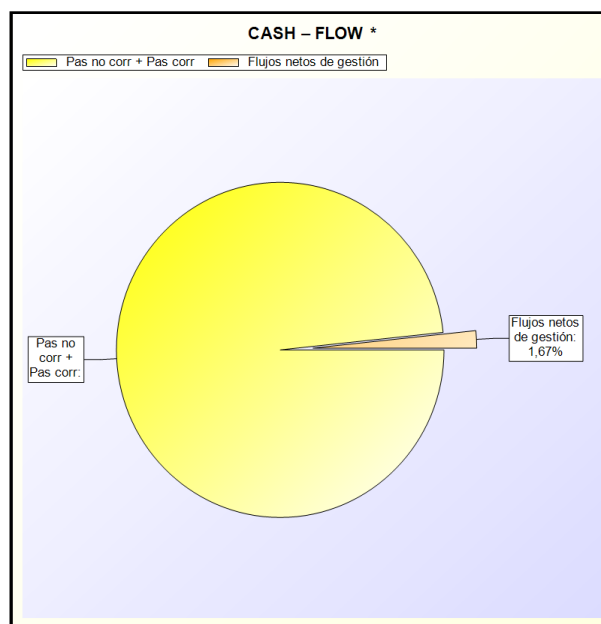 CASH – FLOW *
Pas no corr + Pas corr
Flujos netos de gestión
Flujos netos
de gestión:
1,67%
Pas no
corr +
Pas corr: